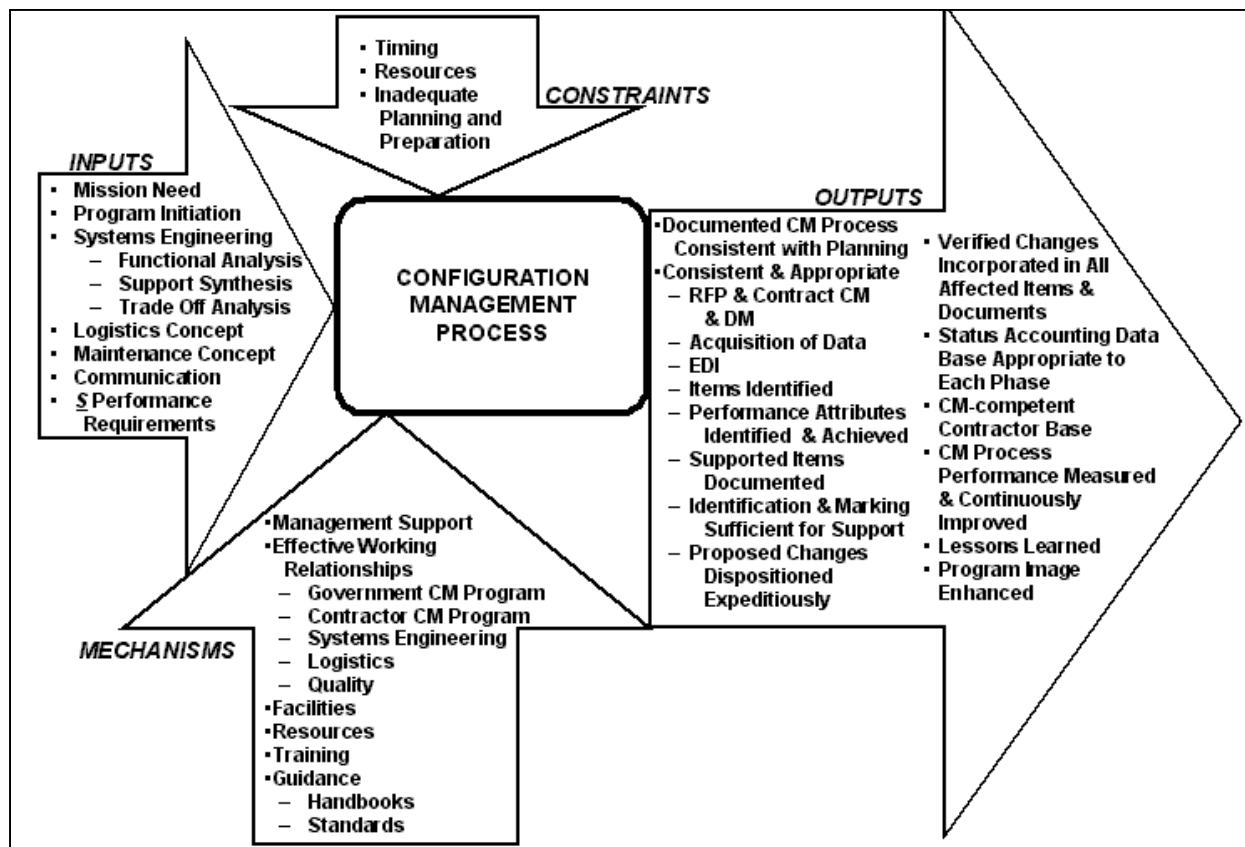 ▪ Timing
▪ Resources
▪ Inadequate
Planning and
Preparation
CONSTRAINTS
INPUTS
▪ Mission Need
▪ Program Initiation
▪ Systems Engineering
– Functional Analysis
– Support Synthesis
– Trade Off Analysis
▪ Logistics Concept
▪ Maintenance Concept
▪ Communication
▪ S Performance
Requirements
CONFIGURATION
MANAGEMENT
PROCESS
OUTPUTS
▪Documented CM Process
Consistent with Planning
▪Consistent & Appropriate
– RFP & Contract CM
& DM
– Acquisition of Data
– EDI
– Items Identified
– Performance Attributes
Identified & Achieved
– Supported Items
Documented
– Identification & Marking
Sufficient for Support
– Proposed Changes
Dispositioned
Expeditiously
▪ Verified Changes
Incorporated in All
Affected Items &
Documents
▪ Status Accounting Data
Base Appropriate to
Each Phase
▪ CM-competent
Contractor Base
▪ CM Process
Performance Measured
& Continuously
Improved
▪ Lessons Learned
▪ Program Image
Enhanced
MECHANISMS
▪Management Support
▪Effective Working
Relationships
– Government CM Program
– Contractor CM Program
– Systems Engineering
– Logistics
– Quality
▪Facilities
▪Resources
▪Training
▪Guidance
– Handbooks
– Standards